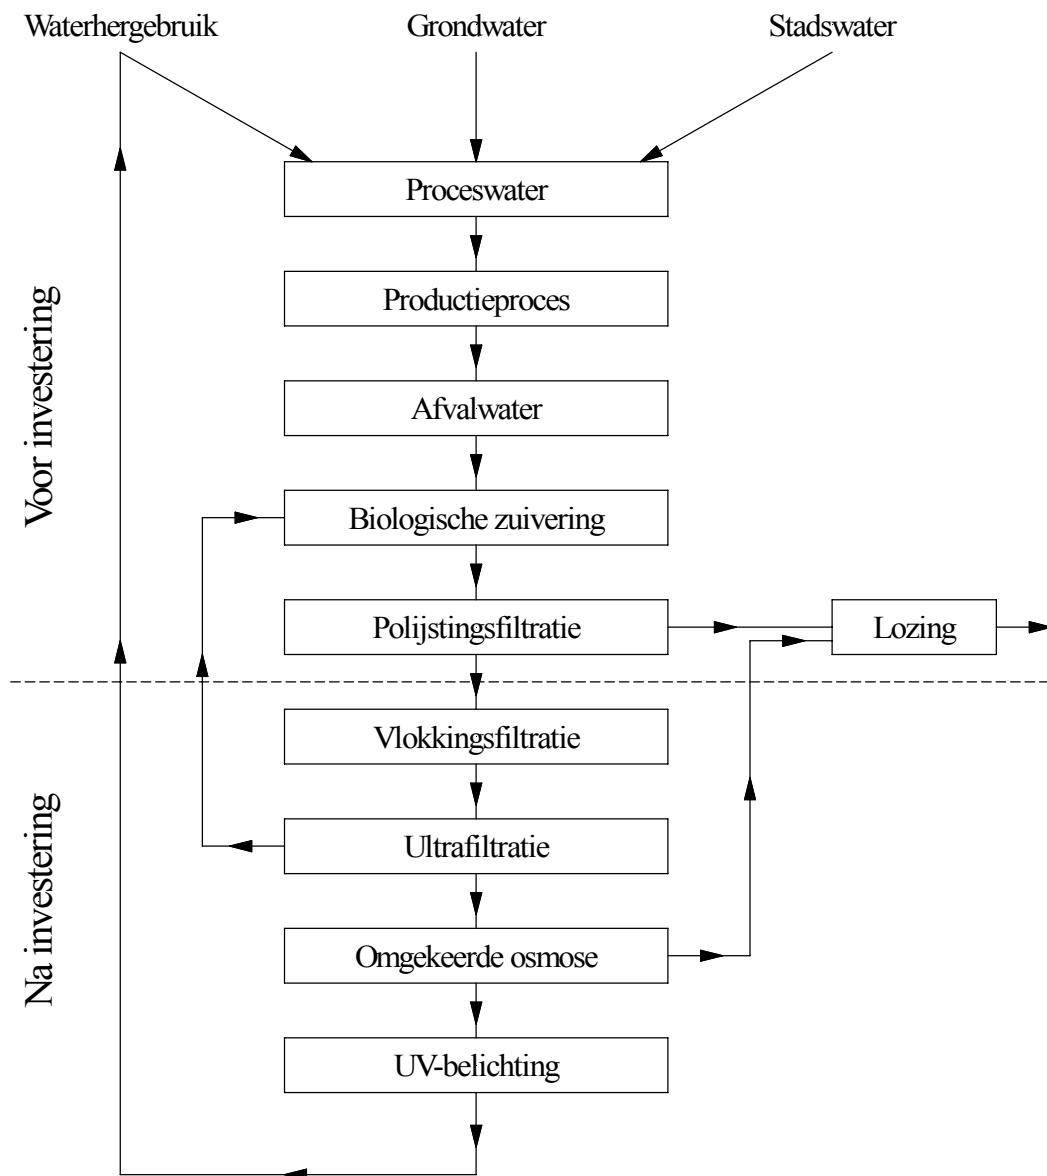 Waterhergebruik
Grondwater
Stadswater
Proceswater
Productieproces
Afvalwater
Biologische zuivering
Polijstingsfiltratie
Lozing
Vlokkingsfiltratie
Ultrafiltratie
Omgekeerde osmose
UV-belichting
Voor investering
Na investering